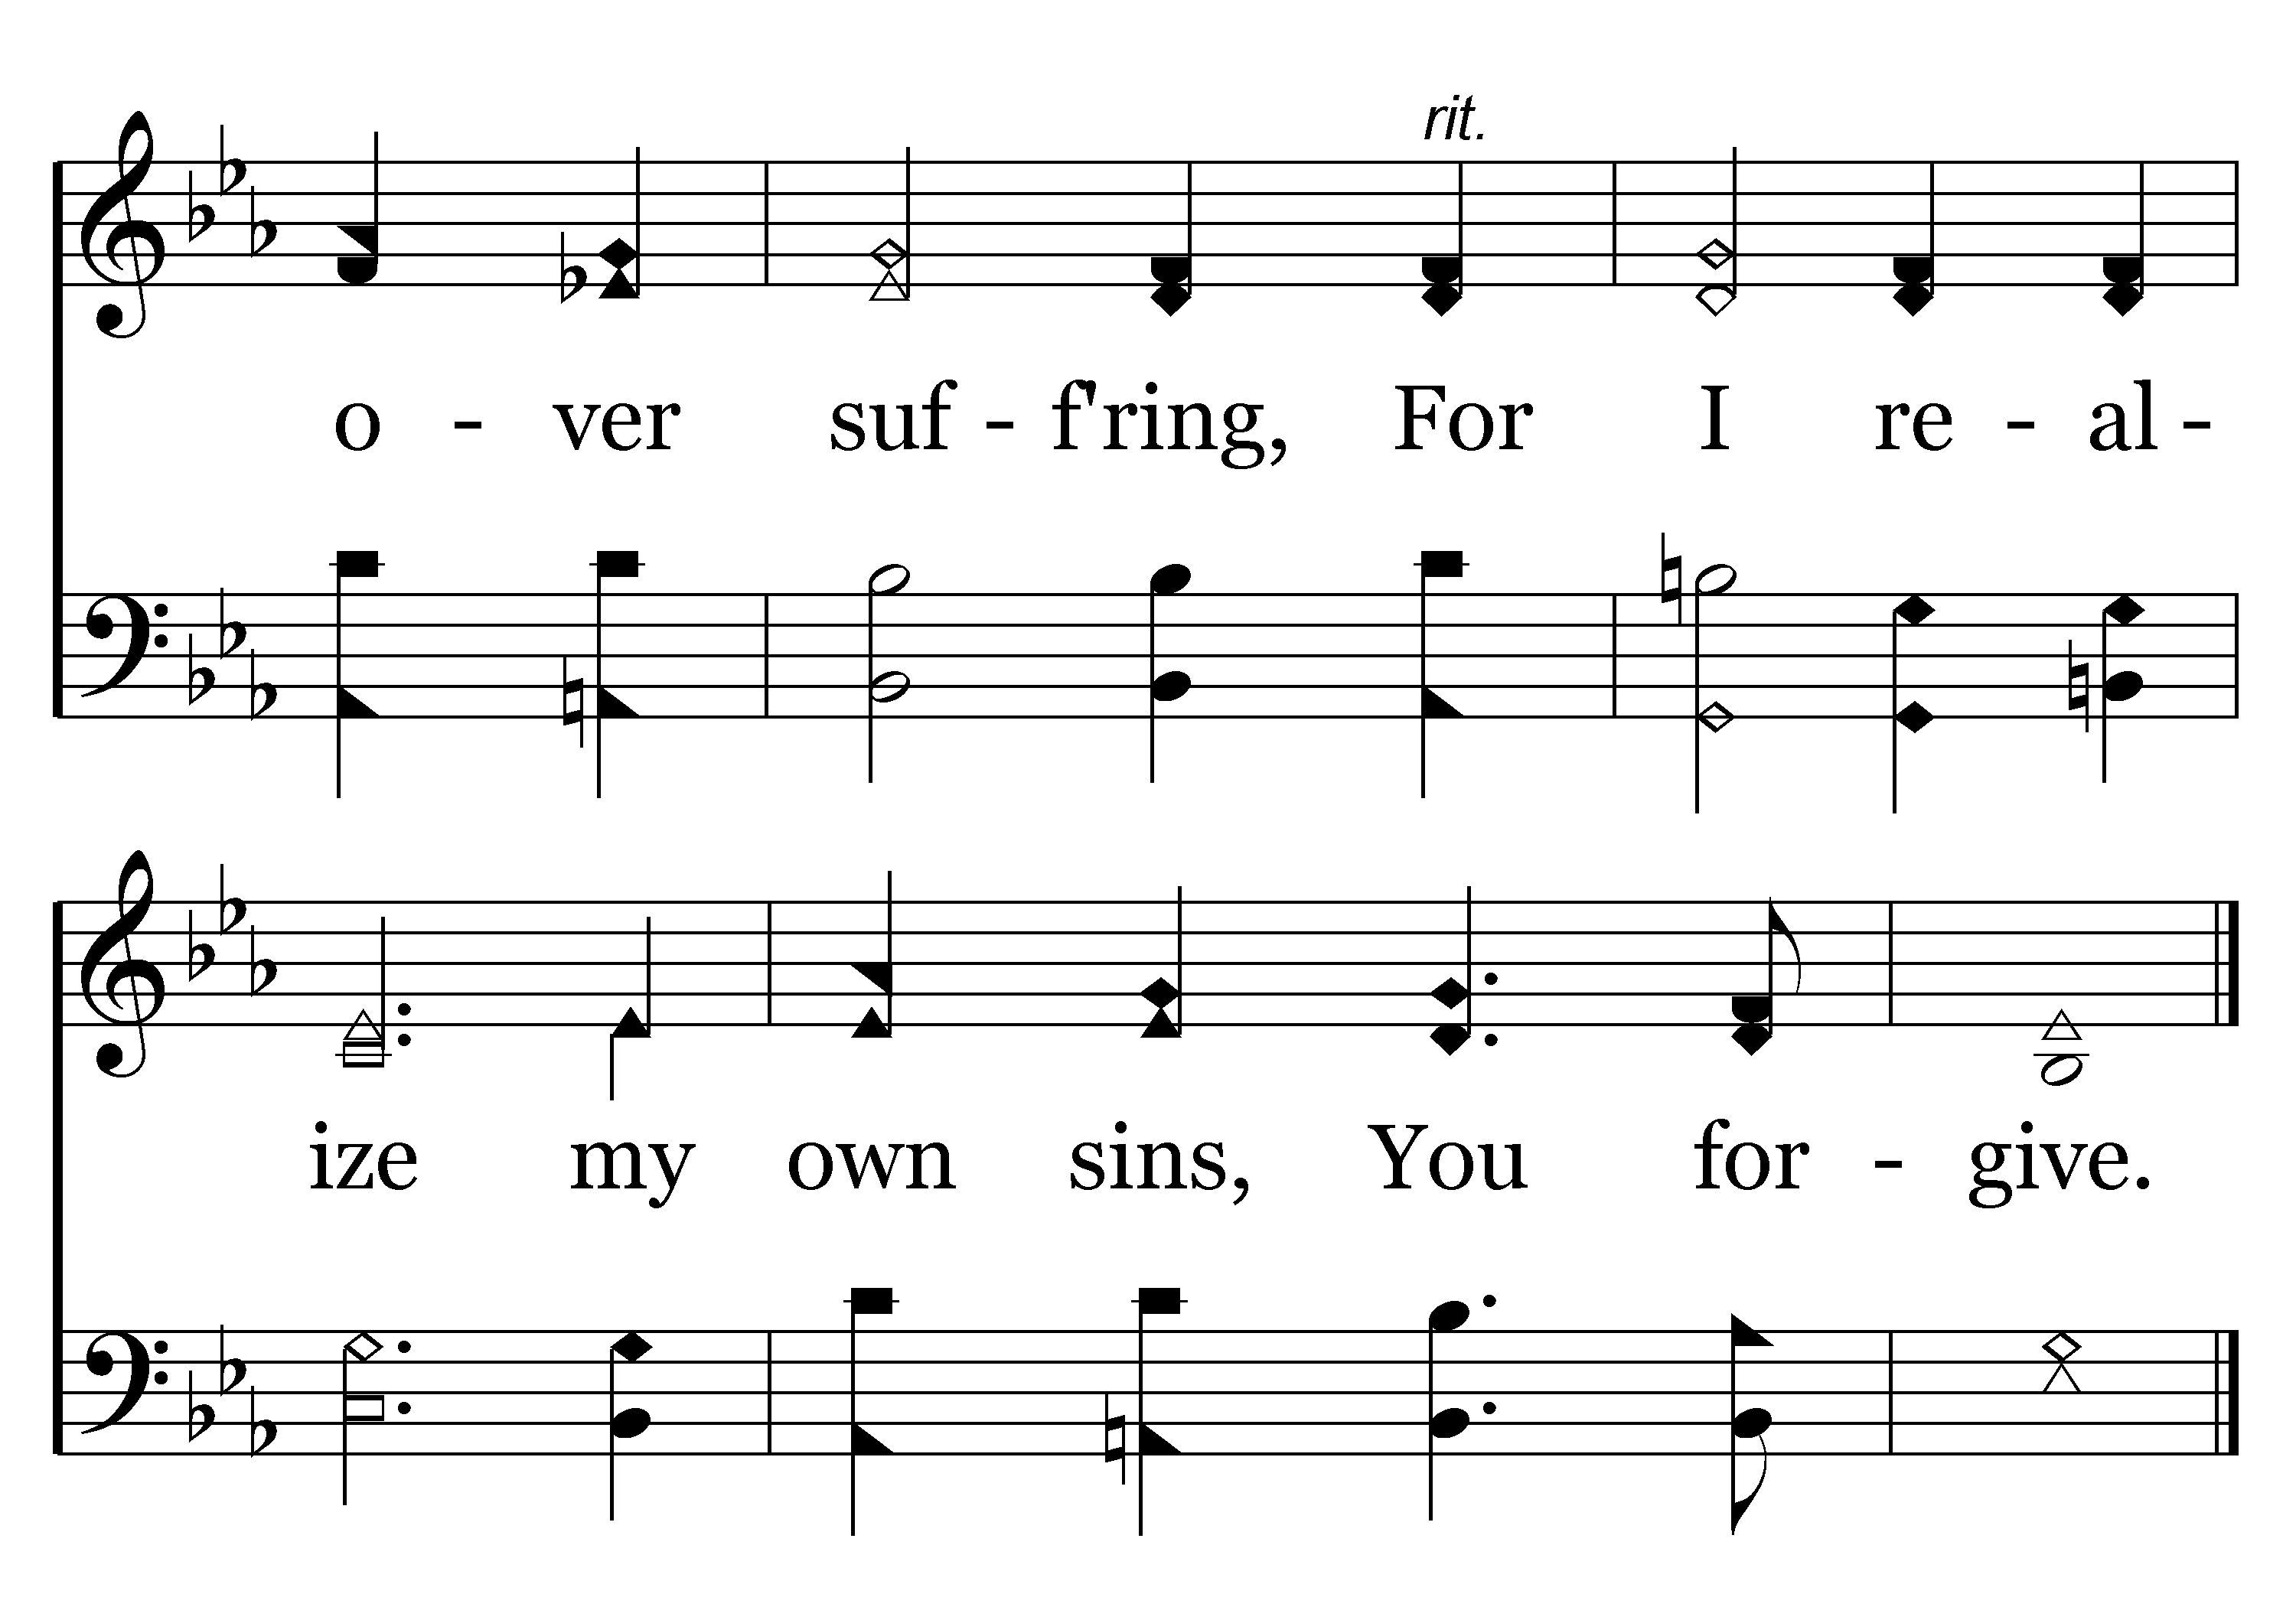 rit.
o - ver suf - f'ring, For I re - al -
ize my own sins, You for - give.